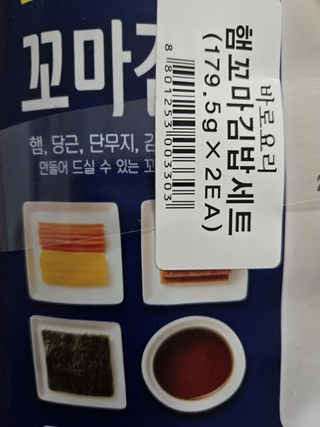 꼬마김
햄, 당근, 단무지, 김
만들어 드실 수 있는 꼬
바로요리
햄꼬마김밥세트
(179.5g×2EA)
8801253003303